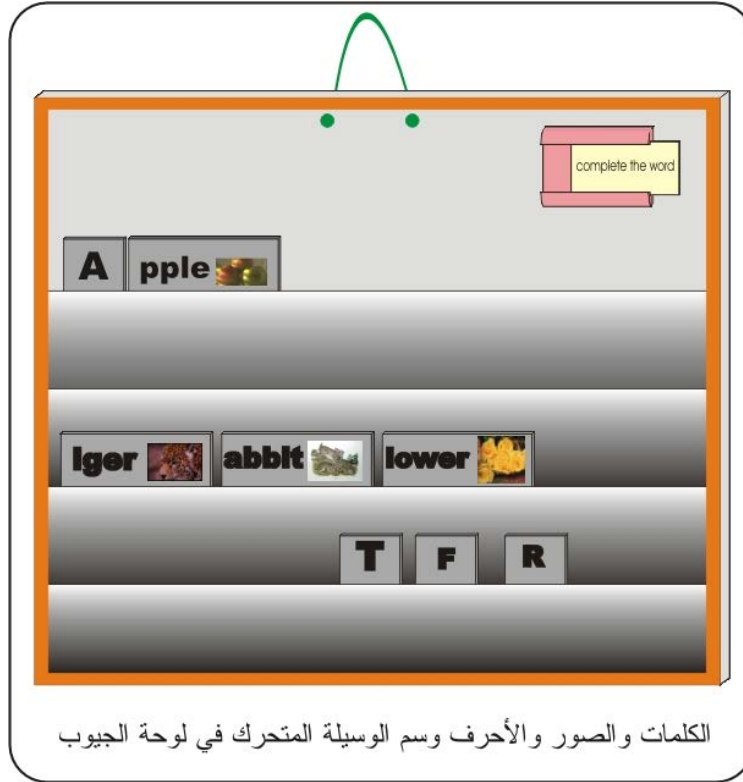 complete the word
A pple
iger abbit lower
T F R
الكلمات والصور والأحرف وسم الوسيلة المتحرك في لوحة الجيوب